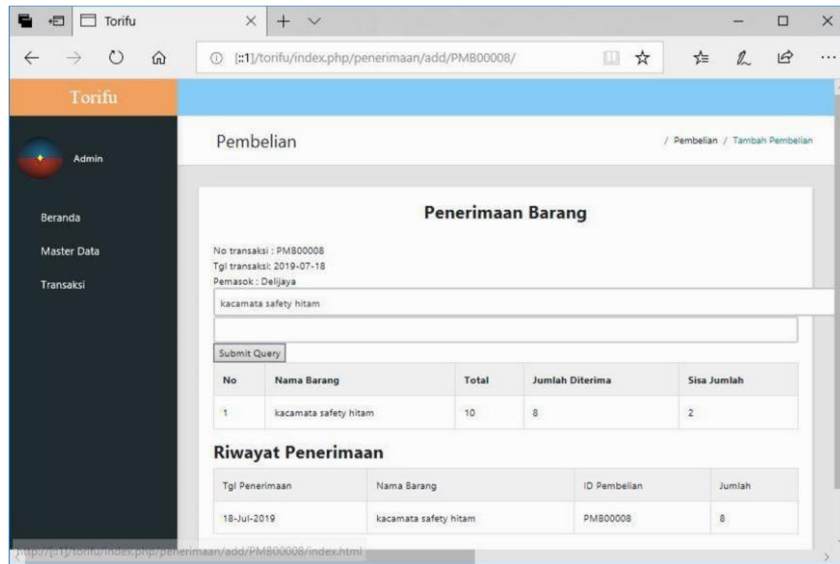 Torifu
[::1]/torifu/index.php/penerimaan/add/PMB00008/
Torifu
Admin
Beranda
Master Data
Transaksi
Pembelian
/ Pembelian / Tambah Pembelian
Penerimaan Barang
No transaksi : PMB00008
Tgl transaksi: 2019-07-18
Pemasok : Delijaya
kacamata safety hitam
Submit Query
No Nama Barang Total Jumlah Diterima Sisa Jumlah
1 kacamata safety hitam 10 8 2
Riwayat Penerimaan
Tgl Penerimaan Nama Barang ID Pembelian Jumlah
18-Jul-2019 kacamata safety hitam PMB00008 8
http://[::1]/torifu/index.php/penerimaan/add/PMB00008/index.html